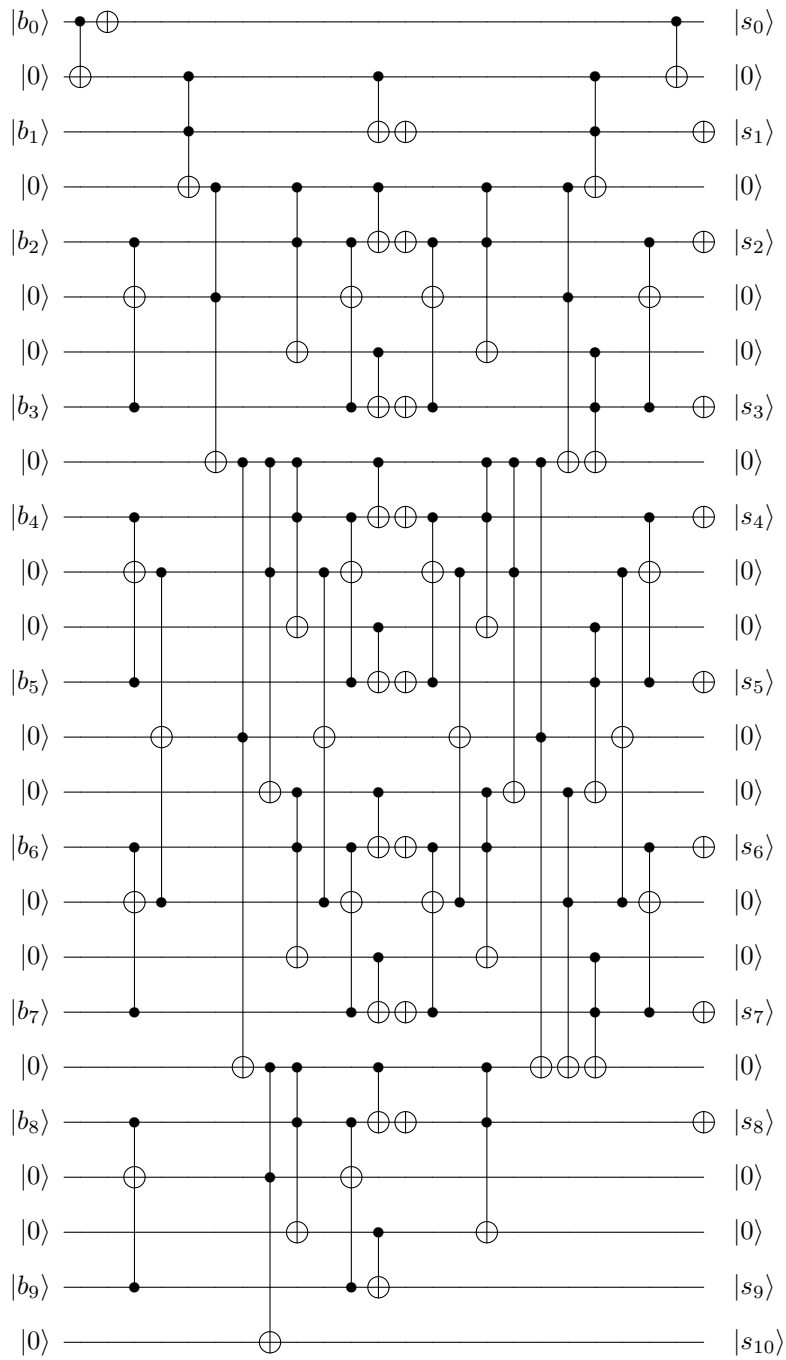 |b₀⟩ |s₀⟩
|0⟩ |0⟩
|b₁⟩ |s₁⟩
|0⟩ |0⟩
|b₂⟩ |s₂⟩
|0⟩ |0⟩
|0⟩ |0⟩
|b₃⟩ |s₃⟩
|0⟩ |0⟩
|b₄⟩ |s₄⟩
|0⟩ |0⟩
|0⟩ |0⟩
|b₅⟩ |s₅⟩
|0⟩ |0⟩
|0⟩ |0⟩
|b₆⟩ |s₆⟩
|0⟩ |0⟩
|0⟩ |0⟩
|b₇⟩ |s₇⟩
|0⟩ |0⟩
|b₈⟩ |s₈⟩
|0⟩ |0⟩
|0⟩ |0⟩
|b₉⟩ |s₉⟩
|0⟩ |s₁₀⟩